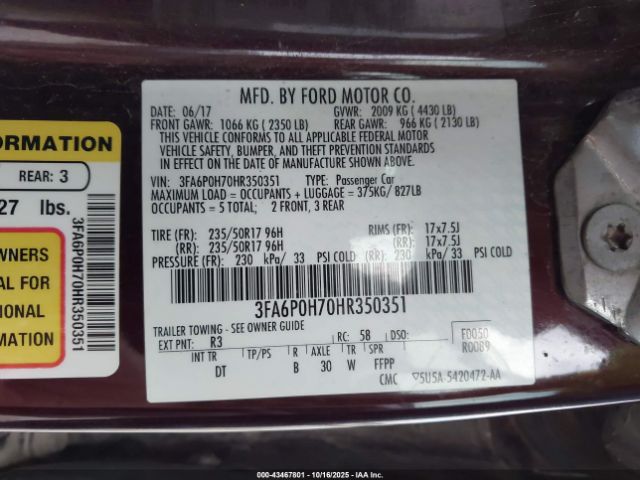 MFD. BY FORD MOTOR CO.
DATE: 06/17 GVWR: 2009 KG ( 4430 LB)
FRONT GAWR: 1066 KG ( 2350 LB) REAR GAWR: 966 KG ( 2130 LB)
THIS VEHICLE CONFORMS TO ALL APPLICABLE FEDERAL MOTOR
VEHICLE SAFETY, BUMPER, AND THEFT PREVENTION STANDARDS
IN EFFECT ON THE DATE OF MANUFACTURE SHOWN ABOVE.
VIN: 3FA6P0H70HR350351 TYPE: Passenger Car
MAXIMUM LOAD = OCCUPANTS + LUGGAGE = 375KG/ 827LB
OCCUPANTS = 5 TOTAL; 2 FRONT, 3 REAR
TIRE (FR): 235/50R17 96H RIMS (FR): 17x7.5J
(RR): 235/50R17 96H (RR): 17x7.5J
PRESSURE (FR): 230 kPa/ 33 PSI COLD (RR): 230 kPa/ 33 PSI COLD
3FA6P0H70HR350351
TRAILER TOWING - SEE OWNER GUIDE
EXT PNT: R3 RC: 58 DSO: F0050
R0089
INT TR TP/PS R AXLE TR SPR
DT B 30 W FFPP
CMC 5U5A 5420472-AA
ORMATION
REAR: 3
27 lbs.
WNERS
AL FOR
IONAL
MATION
3FA6P0H70HR350351
000-43467801 - 10/16/2025 - IAAI.com